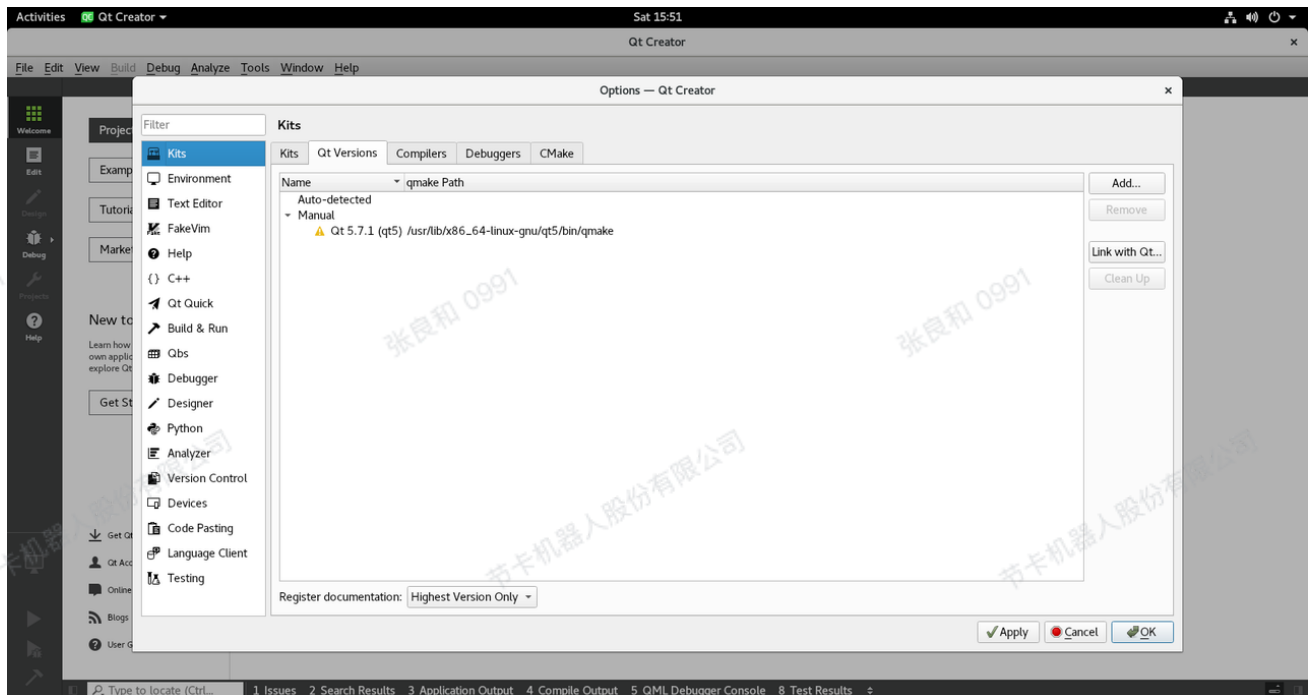 Activities Qt Creator Sat 15:51
Qt Creator
File Edit View Build Debug Analyze Tools Window Help
Options — Qt Creator
Welcome
Edit
Design
Debug
Projects
Help
Projec
Examp
Tutoria
Market
New to
Learn how
own applic
explore Qt
Get St
Get Qt
Qt Acc
Online
Blogs
User G
Filter
Kits
Environment
Text Editor
FakeVim
Help
{} C++
Qt Quick
Build & Run
Qbs
Debugger
Designer
Python
Analyzer
Version Control
Devices
Code Pasting
Language Client
Testing
Kits
Kits Qt Versions Compilers Debuggers CMake
Name qmake Path
Auto-detected
Manual
Qt 5.7.1 (qt5) /usr/lib/x86_64-linux-gnu/qt5/bin/qmake
Add...
Remove
Link with Qt...
Clean Up
Register documentation: Highest Version Only
Apply Cancel OK
Type to locate (Ctrl... 1 Issues 2 Search Results 3 Application Output 4 Compile Output 5 QML Debugger Console 8 Test Results
张良和 0991
张良和 0991
节卡机器人股份有限公司
节卡机器人股份有限公司